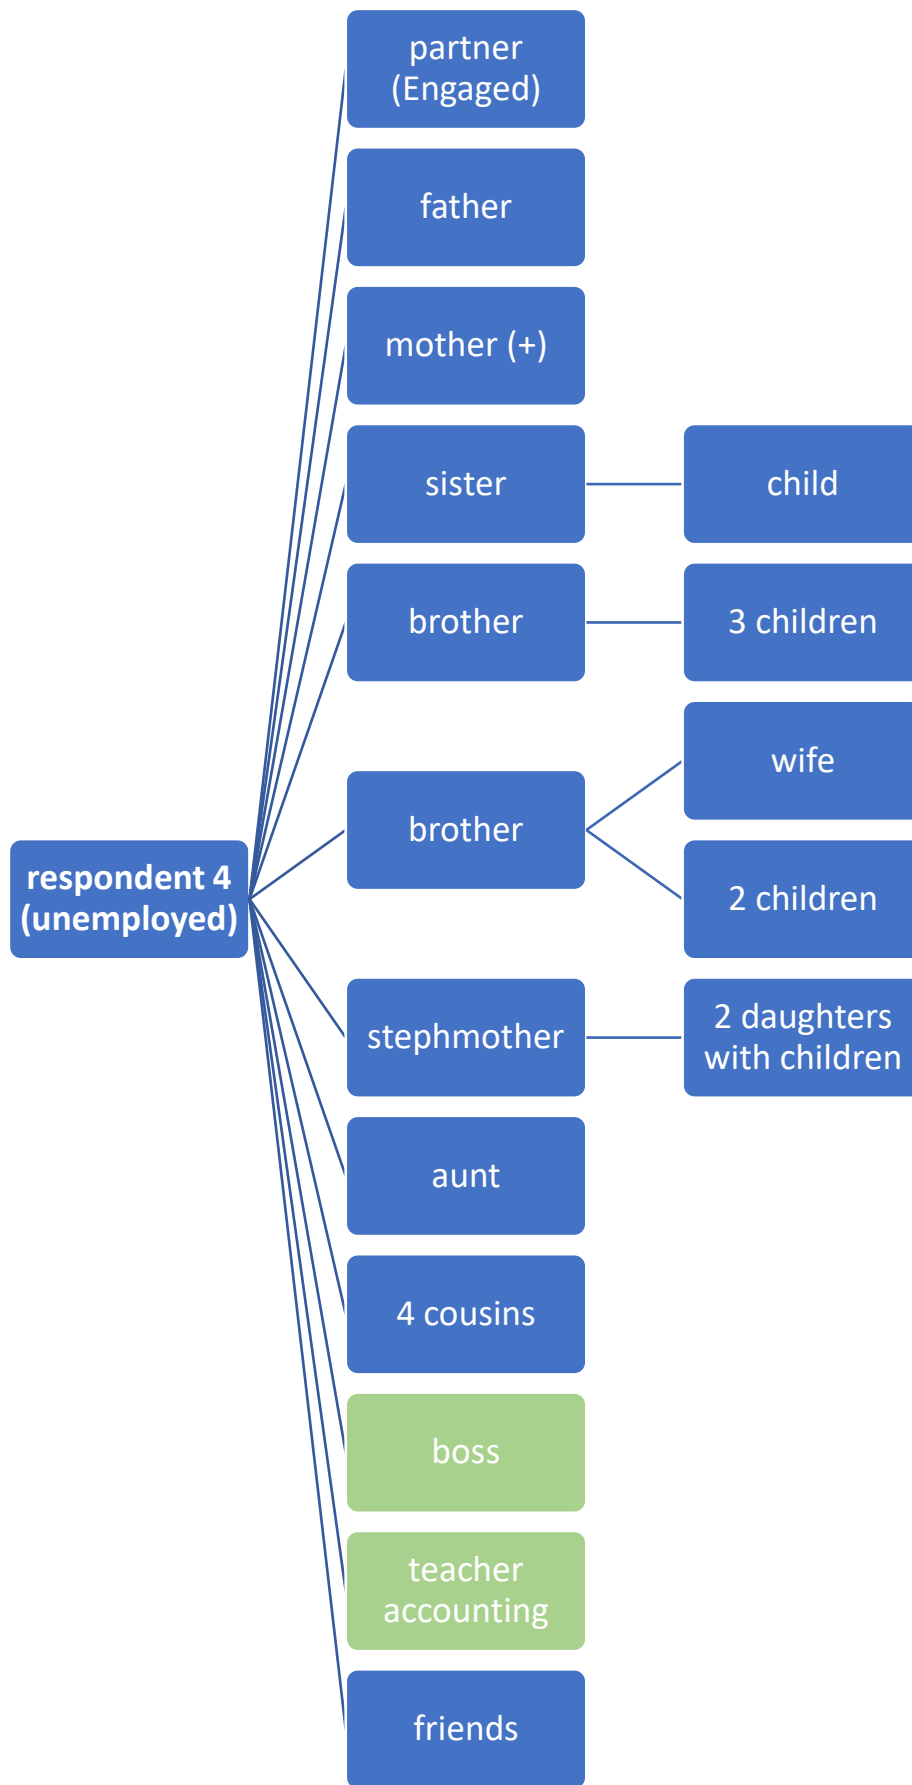 partner
(Engaged)
father
mother (+)
sister
child
brother
3 children
wife
brother
2 children
respondent 4
(unemployed)
stephmother
2 daughters
with children
aunt
4 cousins
boss
teacher
accounting
friends